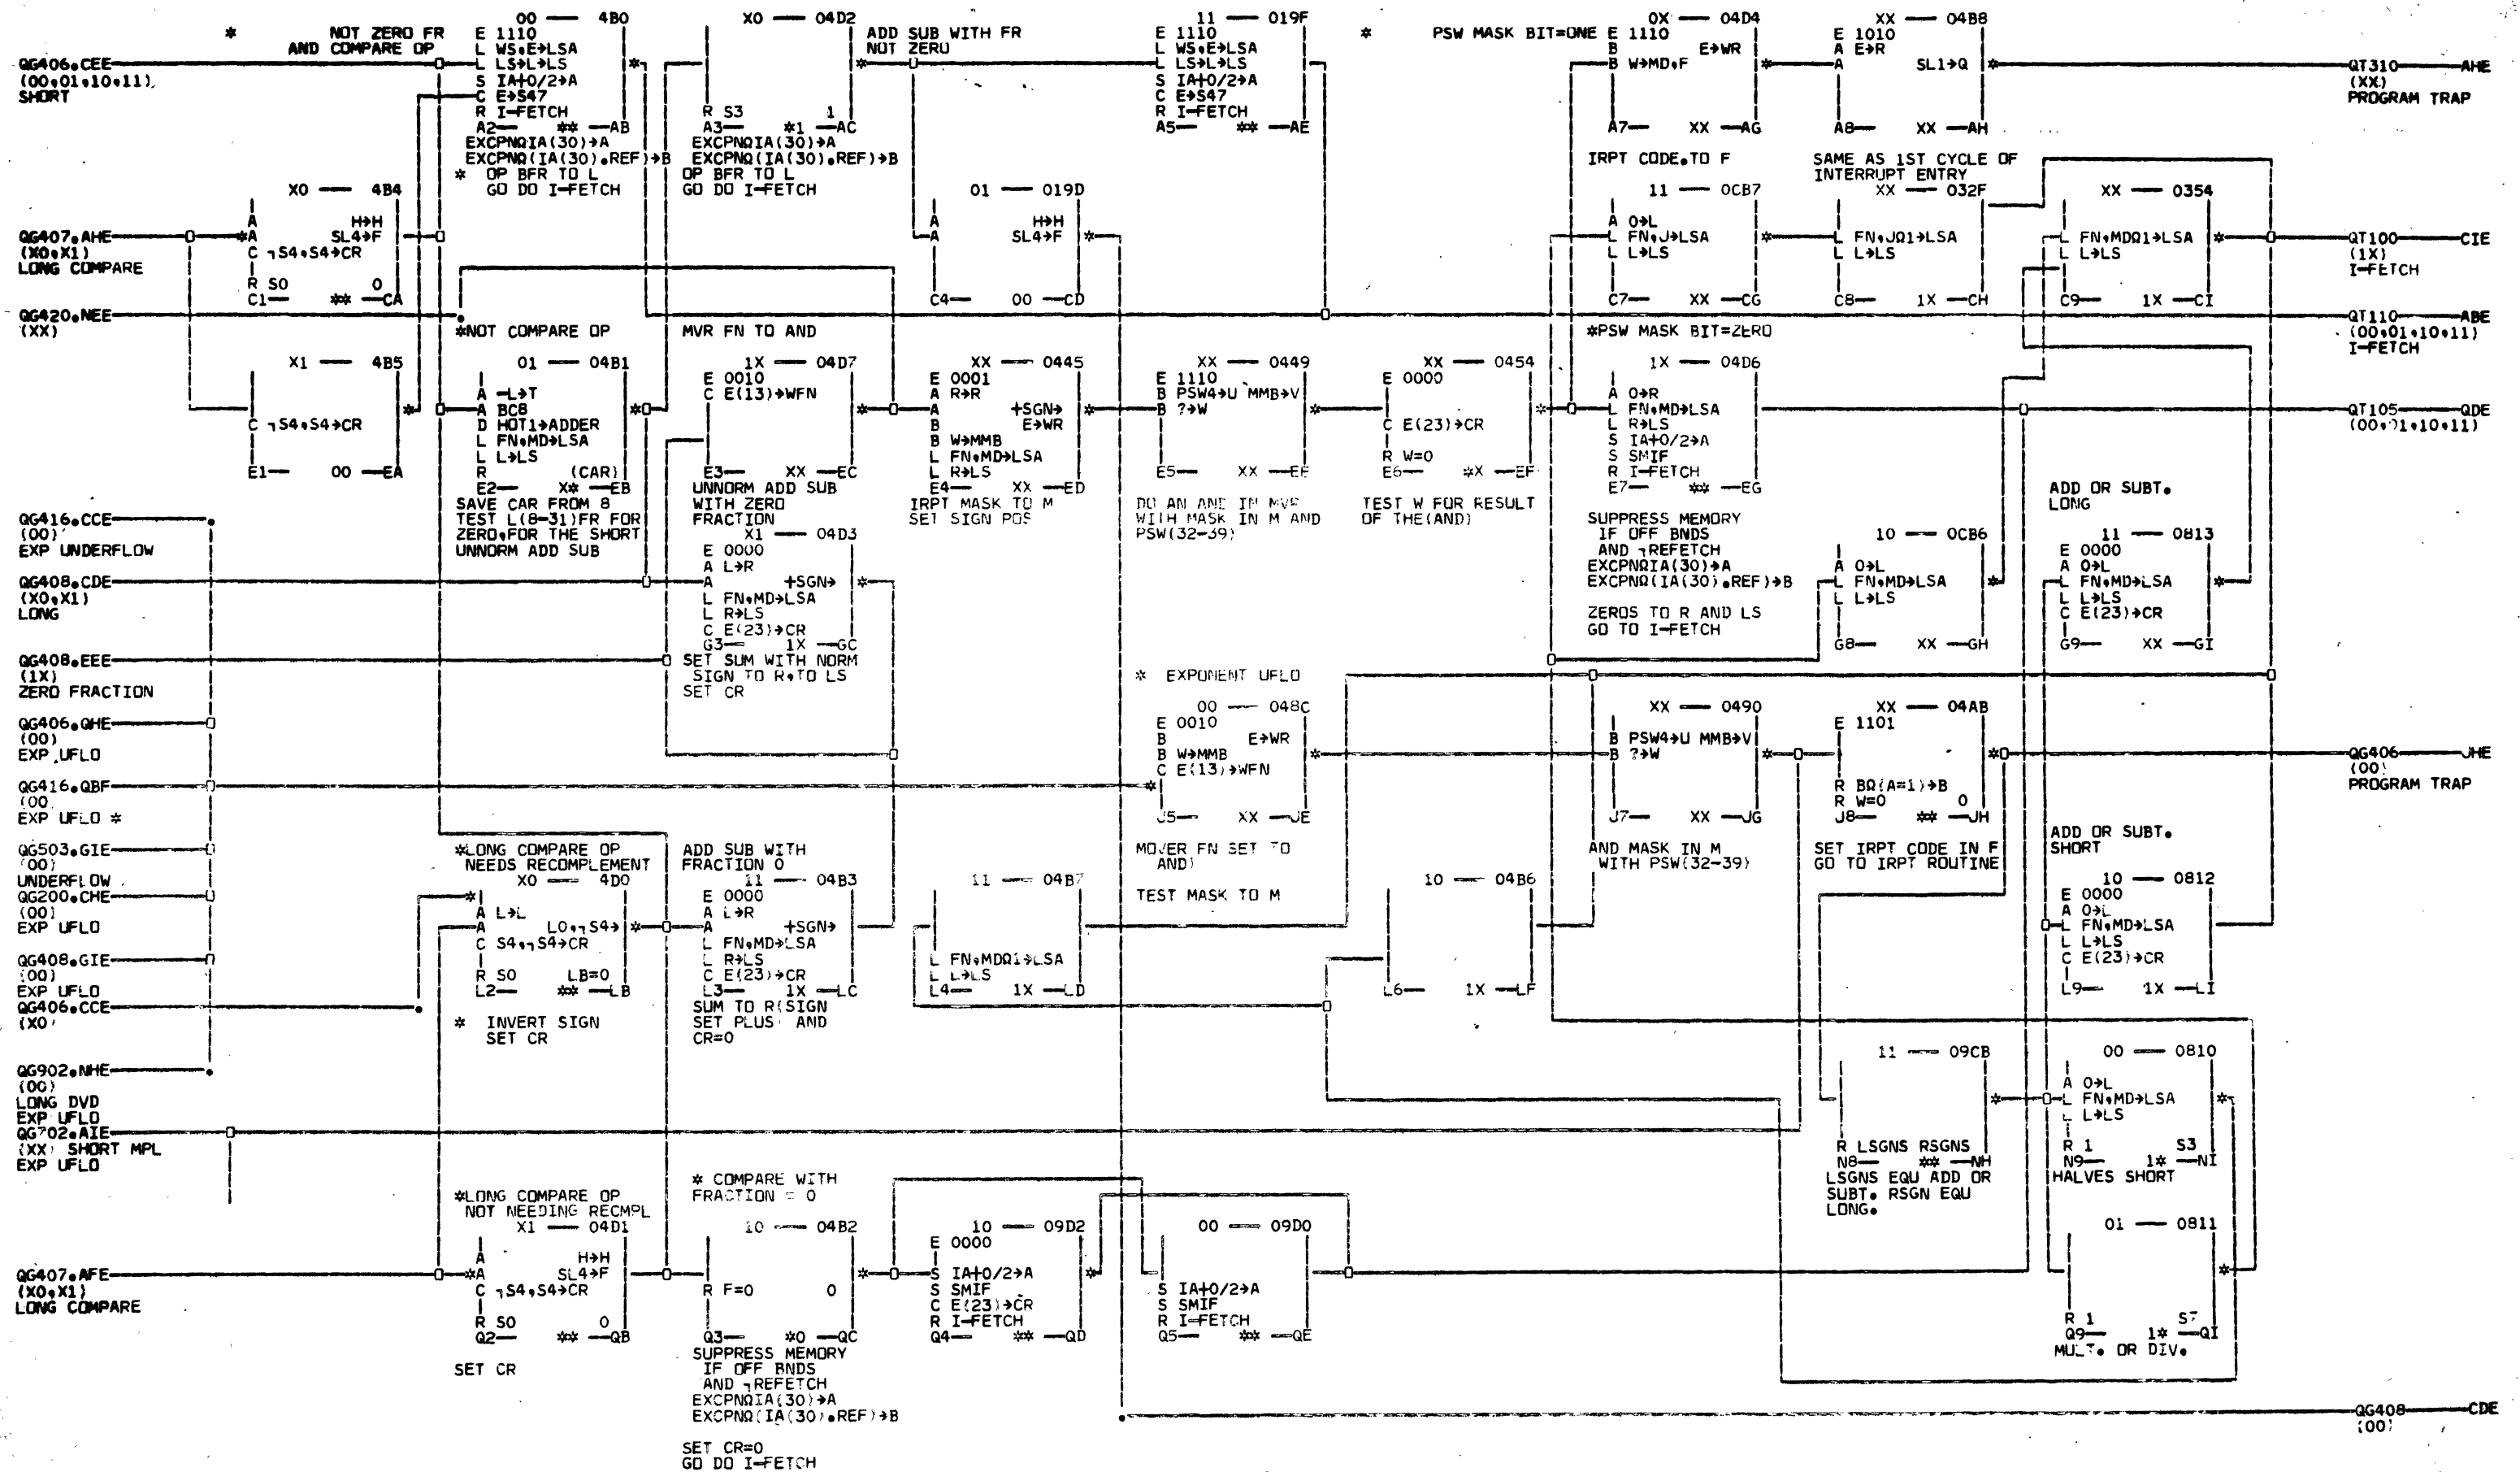 * NOT ZERO FR
AND COMPARE OP
QG406.CEE
(00,01,10,11)
SHORT
00 — 4B0
E 1110
L WS,E→LSA
L LS→L→LS
S IA+0/2→A
C E→S47
R I-FETCH
A2— ** —AB
EXCPNΩIA(30)→A
EXCPNΩ(IA(30).REF)→B
* OP BFR TO L
GO DO I-FETCH
X0 — 04D2
R S3 1
A3— *1 —AC
EXCPNΩIA(30)→A
EXCPNΩ(IA(30).REF)→B
OP BFR TO L
GO DO I-FETCH
ADD SUB WITH FR
NOT ZERO
11 — 019F
E 1110
L WS,E→LSA
L LS→L→LS
S IA+0/2→A
C E→S47
R I-FETCH
A5— ** —AE
* PSW MASK BIT=ONE
0X — 04D4
E 1110
B E→WR
B W→MD,F
A7— XX —AG
IRPT CODE.TO F
XX — 04B8
E 1010
A E→R
A SL1→Q
A8— XX —AH
SAME AS 1ST CYCLE OF
INTERRUPT ENTRY
QT310 AHE
(XX)
PROGRAM TRAP
QG407.AHE
(X0,X1)
LONG COMPARE
X0 — 4B4
A H→H
A SL4→F
C ¬S4,S4→CR
R S0 0
C1— ** —CA
01 — 019D
A H→H
A SL4→F
C4— 00 —CD
11 — 0CB7
A 0→L
L FN,J→LSA
L L→LS
C7— XX —CG
XX — 032F
L FN,JΩ1→LSA
L L→LS
C8— 1X —CH
XX — 0354
L FN,MDΩ1→LSA
L L→LS
C9— 1X —CI
QT100 CIE
(1X)
I-FETCH
QG420.NEE
(XX)
QT110 ABE
(00,01,10,11)
I-FETCH
X1 — 4B5
C ¬S4,S4→CR
E1— 00 —EA
*NOT COMPARE OP
01 — 04B1
A —L→T
A BC8
D HOT1→ADDER
L FN,MD→LSA
L L→LS
R (CAR)
E2— X* —EB
SAVE CAR FROM 8
TEST L(8-31)FR FOR
ZERO,FOR THE SHORT
UNNORM ADD SUB
MVR FN TO AND
1X — 04D7
E 0010
C E(13)→WFN
E3— XX —EC
UNNORM ADD SUB
WITH ZERO
FRACTION
XX — 0445
E 0001
A R→R
A +SGN→
B E→WR
B W→MMB
L FN,MD→LSA
L R→LS
E4— XX —ED
IRPT MASK TO M
SET SIGN POS
XX — 0449
E 1110
B PSW4→U MMB→V
B ?→W
E5— XX —EE
DO AN AND IN MVR
WITH MASK IN M AND
PSW(32-39)
XX — 0454
E 0000
C E(23)→CR
R W=0
E6— *X —EF
TEST W FOR RESULT
OF THE(AND)
*PSW MASK BIT=ZERO
1X — 04D6
A 0→R
L FN,MD→LSA
L R→LS
S IA+0/2→A
S SMIF
R I-FETCH
E7— ** —EG
SUPPRESS MEMORY
IF OFF BNDS
AND ¬REFETCH
EXCPNΩIA(30)→A
EXCPNΩ(IA(30).REF)→B
ZEROS TO R AND LS
GO TO I-FETCH
QT105 QDE
(00,01,10,11)
QG416.CCE
(00)
EXP UNDERFLOW
QG408.CDE
(X0,X1)
LONG
X1 — 04D3
E 0000
A L→R
A +SGN→
L FN,MD→LSA
L R→LS
C E(23)→CR
G3— 1X —GC
SET SUM WITH NORM
SIGN TO R,TO LS
SET CR
10 — 0CB6
A 0→L
L FN,MD→LSA
L L→LS
G8— XX —GH
ADD OR SUBT.
LONG
11 — 0813
E 0000
A 0→L
L FN,MD→LSA
L L→LS
C E(23)→CR
G9— XX —GI
QG408.EEE
(1X)
ZERO FRACTION
QG406.QHE
(00)
EXP UFLO
QG416.QBF
(00
EXP UFLO *
* EXPONENT UFLO
00 — 048C
E 0010
B E→WR
B W→MMB
C E(13)→WFN
J5— XX —JE
MOVER FN SET TO
AND)
TEST MASK TO M
XX — 0490
B PSW4→U MMB→V
B ?→W
J7— XX —JG
AND MASK IN M
WITH PSW(32-39)
XX — 04AB
E 1101
R BΩ(A=1)→B
R W=0 0
J8— ** —JH
SET IRPT CODE IN F
GO TO IRPT ROUTINE
QG406 JHE
(00)
PROGRAM TRAP
QG503.GIE
(00)
UNDERFLOW
QG200.CHE
(00)
EXP UFLO
QG408.GIE
(00)
EXP UFLO
QG406.CCE
(X0)
*LONG COMPARE OP
NEEDS RECOMPLEMENT
X0 — 4D0
A L→L
A L0,¬S4→
C S4,¬S4→CR
R S0 LB=0
L2— ** —LB
* INVERT SIGN
SET CR
ADD SUB WITH
FRACTION 0
11 — 04B3
E 0000
A L→R
A +SGN→
L FN,MD→LSA
L R→LS
C E(23)→CR
L3— 1X —LC
SUM TO R(SIGN
SET PLUS) AND
CR=0
11 — 04B7
L FN,MDΩ1→LSA
L L→LS
L4— 1X —LD
10 — 04B6
L6— 1X —LF
ADD OR SUBT.
SHORT
10 — 0812
E 0000
A 0→L
L FN,MD→LSA
L L→LS
C E(23)→CR
L9— 1X —LI
QG902.NHE
(00)
LONG DVD
EXP UFLO
QG702.AIE
(XX) SHORT MPL
EXP UFLO
11 — 09CB
R LSGNS RSGNS
N8— ** —NH
LSGNS EQU ADD OR
SUBT. RSGN EQU
LONG.
00 — 0810
A 0→L
L FN,MD→LSA
L L→LS
R 1 S3
N9— 1* —NI
HALVES SHORT
QG407.AFE
(X0,X1)
LONG COMPARE
*LONG COMPARE OP
NOT NEEDING RECMPL
X1 — 04D1
A H→H
A SL4→F
C ¬S4,S4→CR
R S0 0
Q2— ** —QB
SET CR
* COMPARE WITH
FRACTION = 0
10 — 04B2
R F=0 0
Q3— *0 —QC
SUPPRESS MEMORY
IF OFF BNDS
AND ¬REFETCH
EXCPNΩIA(30)→A
EXCPNΩ(IA(30).REF)→B
SET CR=0
GO DO I-FETCH
10 — 09D2
E 0000
S IA+0/2→A
S SMIF
C E(23)→CR
R I-FETCH
Q4— ** —QD
00 — 09D0
S IA+0/2→A
S SMIF
R I-FETCH
Q5— ** —QE
01 — 0811
R 1 S7
Q9— 1* —QI
MULT. OR DIV.
QG408 CDE
(00)